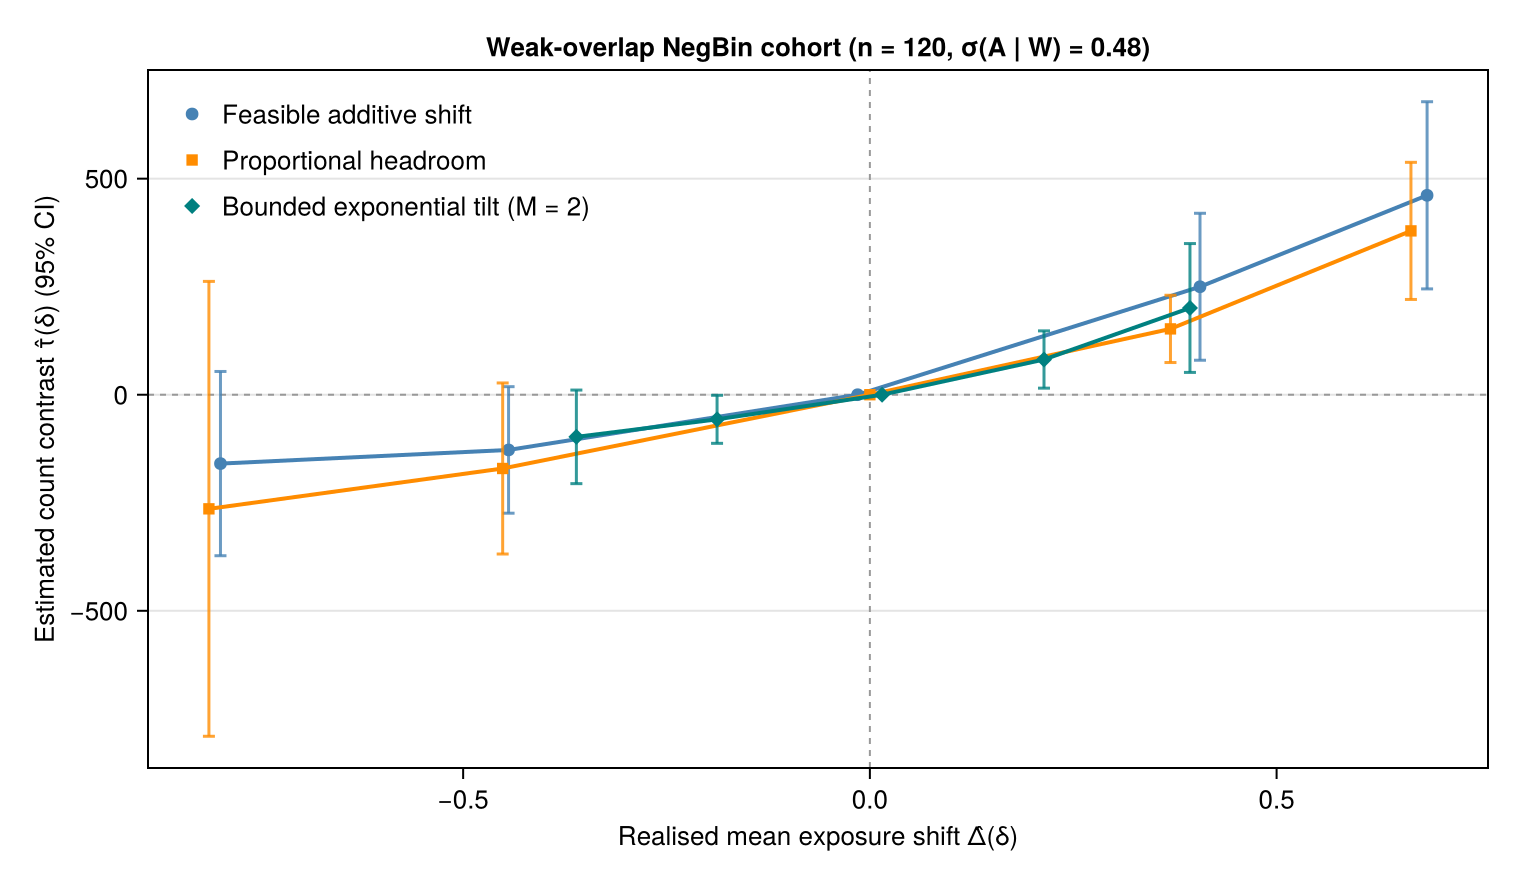 Weak-overlap NegBin cohort (n = 120, σ(A | W) = 0.48)
Feasible additive shift
Proportional headroom
Bounded exponential tilt (M = 2)
Estimated count contrast τ̂(δ) (95% CI)
500
0
−500
−0.5
0.0
0.5
Realised mean exposure shift Δ̂(δ)